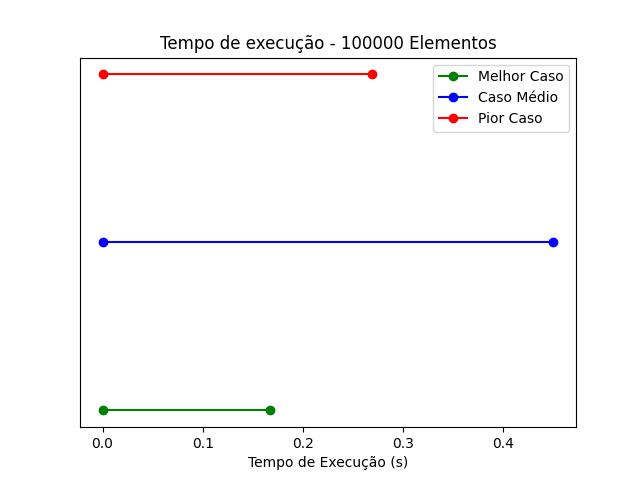 Tempo de execução - 100000 Elementos
Melhor Caso
Caso Médio
Pior Caso
0.0 0.1 0.2 0.3 0.4
Tempo de Execução (s)